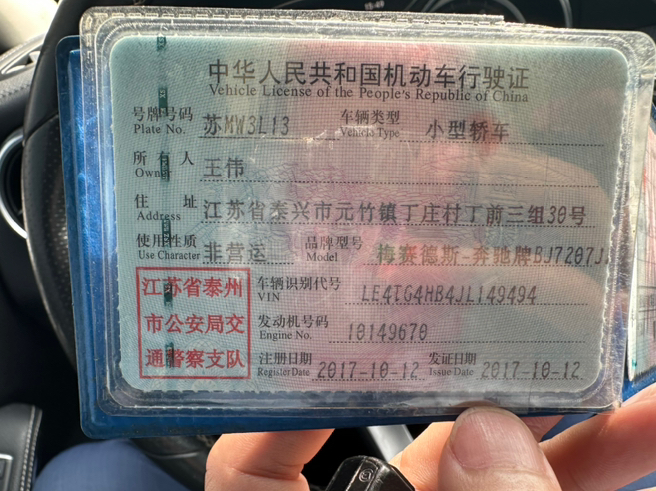 中华人民共和国机动车行驶证
Vehicle License of the People's Republic of China
号牌号码 苏MW3L13 车辆类型 小型轿车
Plate No. Vehicle Type
所有人 王伟
Owner
住址 江苏省泰兴市元竹镇丁庄村丁前三组30号
Address
使用性质 非营运 品牌型号 梅赛德斯-奔驰牌BJ7207J
Use Character Model
江苏省泰州 车辆识别代号 LE4TG4HB4JL149494
VIN
市公安局交 发动机号码 10149670
Engine No.
通警察支队 注册日期 2017-10-12 发证日期 2017-10-12
Register Date Issue Date